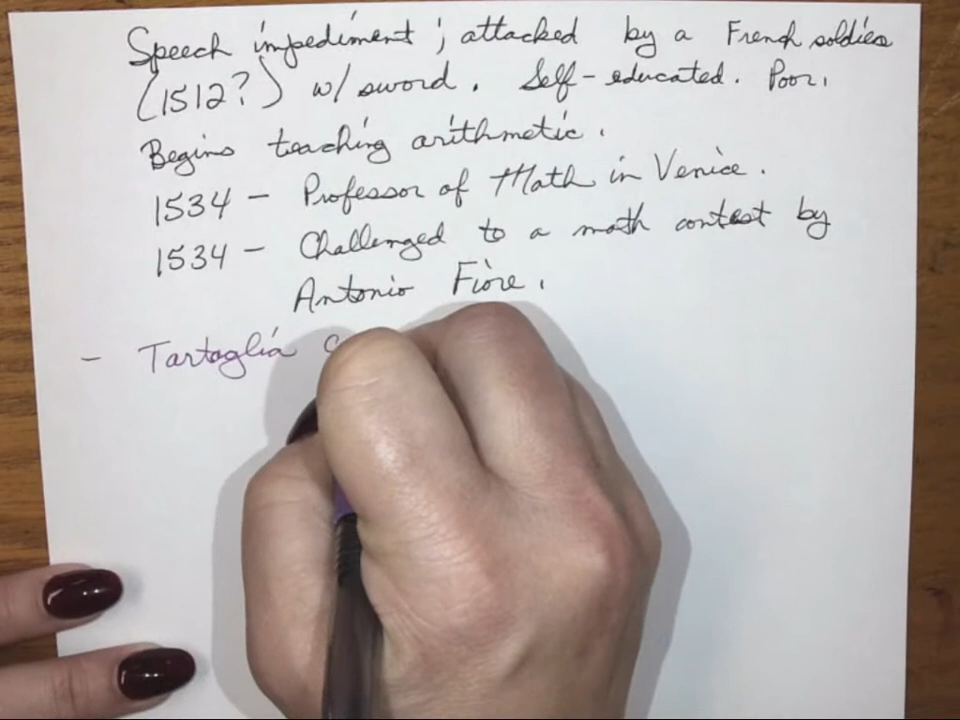 Speech impediment; attacked by a French soldier
(1512?) w/ sword. Self-educated. Poor.
Begins teaching arithmetic.
1534 - Professor of Math in Venice.
1534 - Challenged to a math contest by
Antonio Fiore.
- Tartaglia